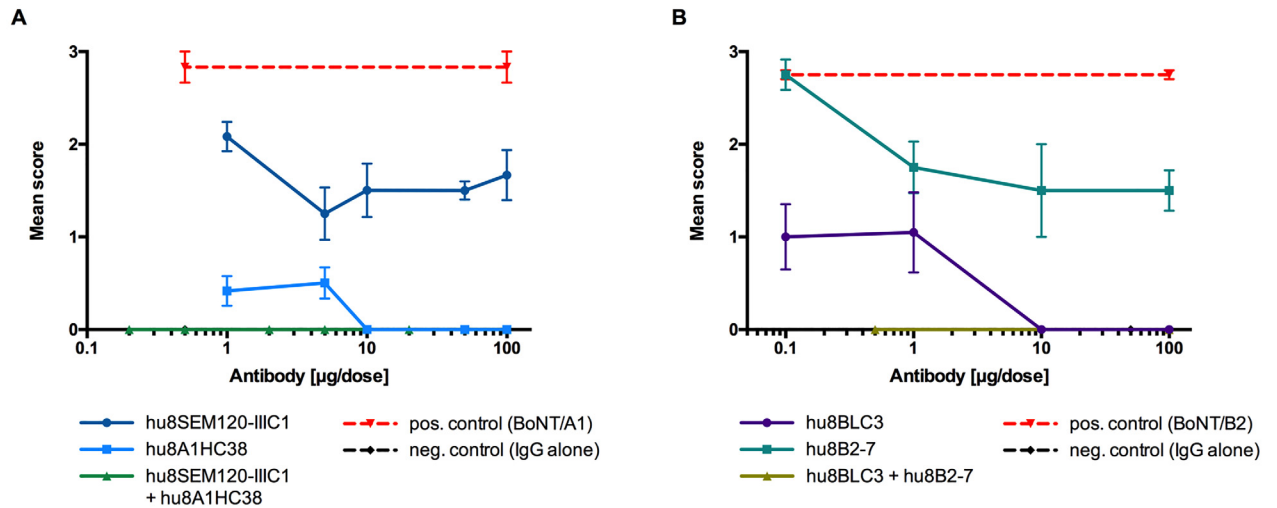 A
3
2
1
0
Mean score
0.1 1 10 100
Antibody [µg/dose]
hu8SEM120-IIIC1
hu8A1HC38
hu8SEM120-IIIC1
+ hu8A1HC38
pos. control (BoNT/A1)
neg. control (IgG alone)
B
3
2
1
0
Mean score
0.1 1 10 100
Antibody [µg/dose]
hu8BLC3
hu8B2-7
hu8BLC3 + hu8B2-7
pos. control (BoNT/B2)
neg. control (IgG alone)